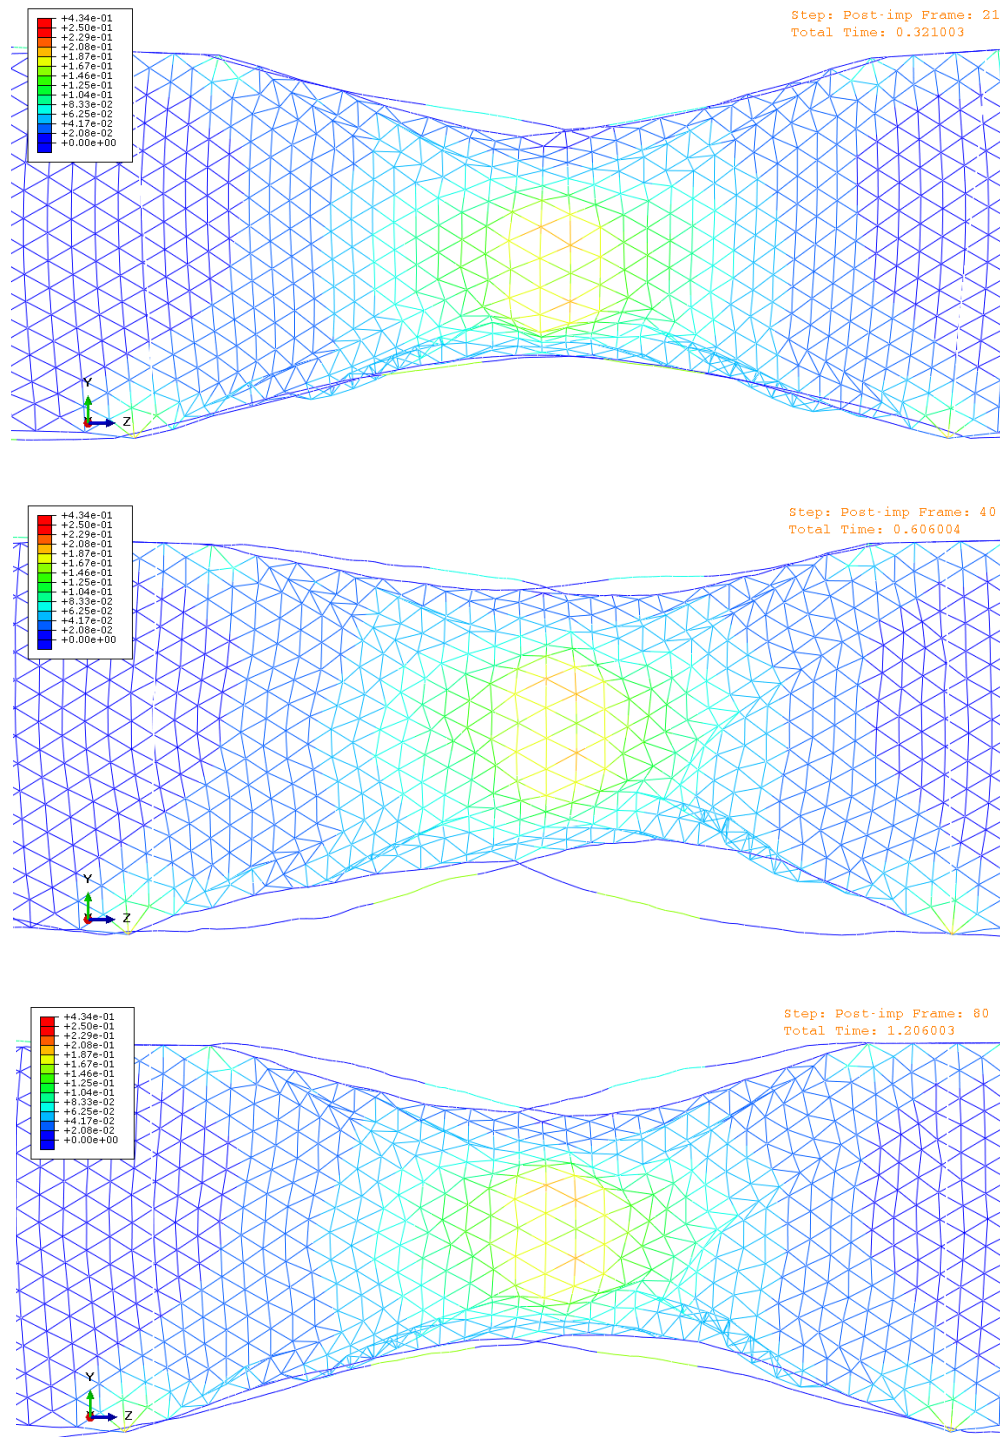 +4.34e-01
+2.50e-01
+2.29e-01
+2.08e-01
+1.87e-01
+1.67e-01
+1.46e-01
+1.25e-01
+1.04e-01
+8.33e-02
+6.25e-02
+4.17e-02
+2.08e-02
+0.00e+00
Step: Post-imp Frame: 21
Total Time: 0.321003
Y
Z
+4.34e-01
+2.50e-01
+2.29e-01
+2.08e-01
+1.87e-01
+1.67e-01
+1.46e-01
+1.25e-01
+1.04e-01
+8.33e-02
+6.25e-02
+4.17e-02
+2.08e-02
+0.00e+00
Step: Post-imp Frame: 40
Total Time: 0.606004
Y
Z
+4.34e-01
+2.50e-01
+2.29e-01
+2.08e-01
+1.87e-01
+1.67e-01
+1.46e-01
+1.25e-01
+1.04e-01
+8.33e-02
+6.25e-02
+4.17e-02
+2.08e-02
+0.00e+00
Step: Post-imp Frame: 80
Total Time: 1.206003
Y
Z